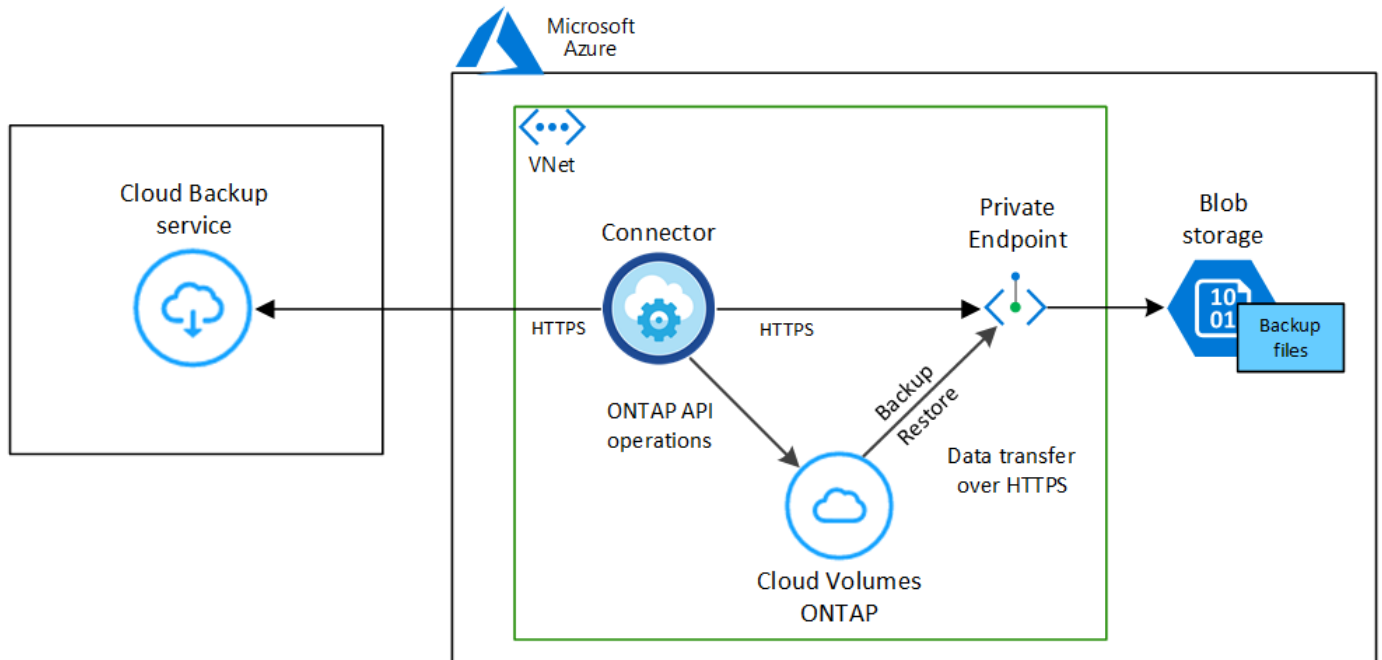 Microsoft
Azure
VNet
Cloud Backup
service
Connector
Private
Endpoint
Blob
storage
HTTPS
HTTPS
10
01
Backup
files
ONTAP API
operations
Backup
Restore
Data transfer
over HTTPS
Cloud Volumes
ONTAP